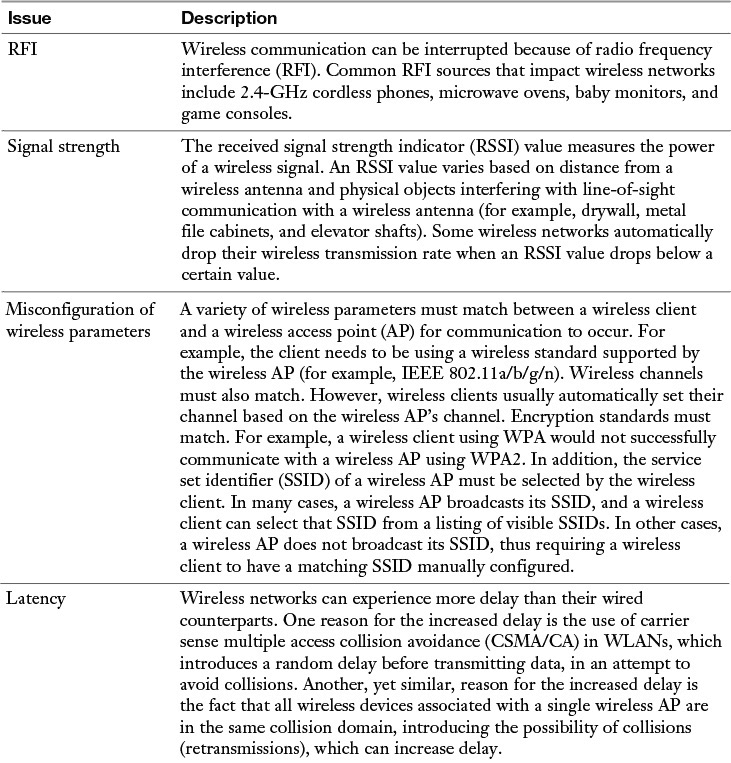 Issue Description
RFI Wireless communication can be interrupted because of radio frequency
interference (RFI). Common RFI sources that impact wireless networks
include 2.4-GHz cordless phones, microwave ovens, baby monitors, and
game consoles.
Signal strength The received signal strength indicator (RSSI) value measures the power
of a wireless signal. An RSSI value varies based on distance from a
wireless antenna and physical objects interfering with line-of-sight
communication with a wireless antenna (for example, drywall, metal
file cabinets, and elevator shafts). Some wireless networks automatically
drop their wireless transmission rate when an RSSI value drops below a
certain value.
Misconfiguration of A variety of wireless parameters must match between a wireless client
wireless parameters and a wireless access point (AP) for communication to occur. For
example, the client needs to be using a wireless standard supported by
the wireless AP (for example, IEEE 802.11a/b/g/n). Wireless channels
must also match. However, wireless clients usually automatically set their
channel based on the wireless AP's channel. Encryption standards must
match. For example, a wireless client using WPA would not successfully
communicate with a wireless AP using WPA2. In addition, the service
set identifier (SSID) of a wireless AP must be selected by the wireless
client. In many cases, a wireless AP broadcasts its SSID, and a wireless
client can select that SSID from a listing of visible SSIDs. In other cases,
a wireless AP does not broadcast its SSID, thus requiring a wireless
client to have a matching SSID manually configured.
Latency Wireless networks can experience more delay than their wired
counterparts. One reason for the increased delay is the use of carrier
sense multiple access collision avoidance (CSMA/CA) in WLANs, which
introduces a random delay before transmitting data, in an attempt to
avoid collisions. Another, yet similar, reason for the increased delay is
the fact that all wireless devices associated with a single wireless AP are
in the same collision domain, introducing the possibility of collisions
(retransmissions), which can increase delay.